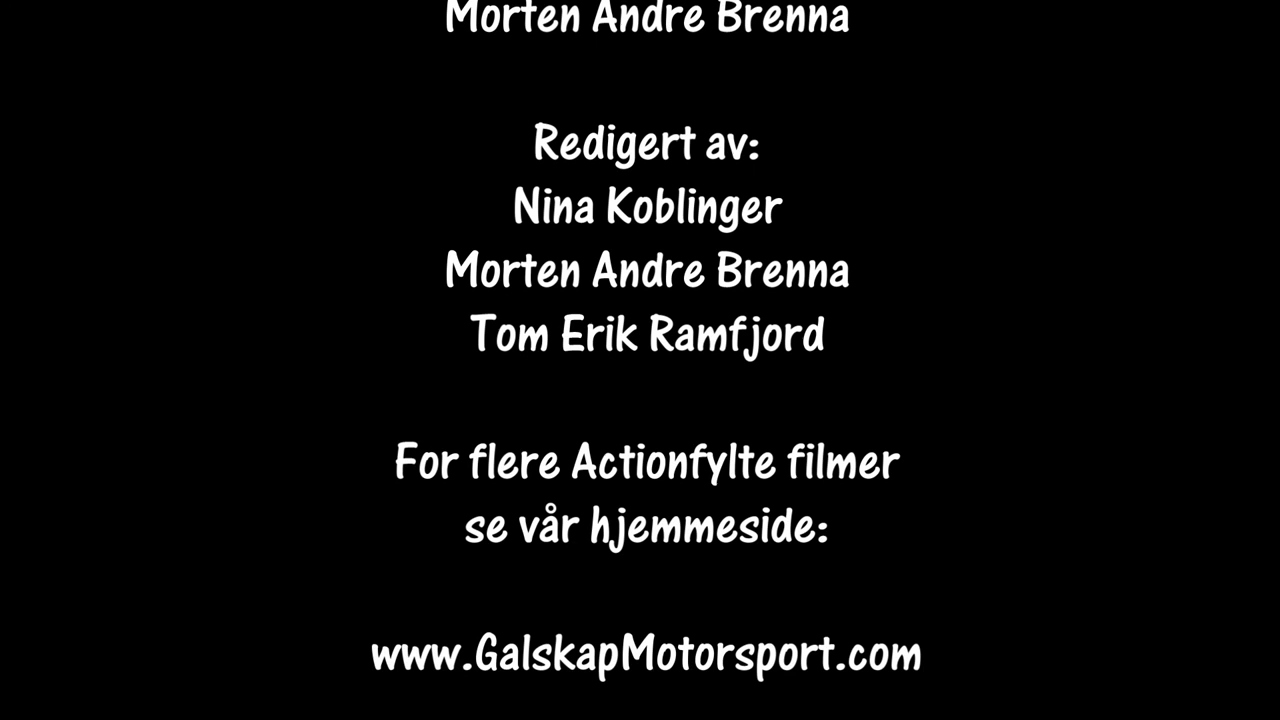 Morten Andre Brenna
Redigert av:
Nina Koblinger
Morten Andre Brenna
Tom Erik Ramfjord
For flere Actionfylte filmer
se vår hjemmeside:
www.GalskapMotorsport.com